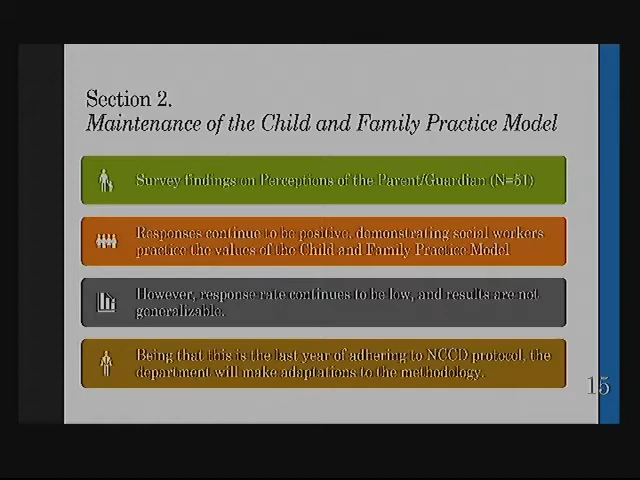 Section 2.
Maintenance of the Child and Family Practice Model
Survey findings on Perceptions of the Parent/Guardian (N=51)
Responses continue to be positive, demonstrating social workers
practice the values of the Child and Family Practice Model
However, response rate continues to be low, and results are not
generalizable.
Being that this is the last year of adhering to NCCD protocol, the
department will make adaptations to the methodology.
15